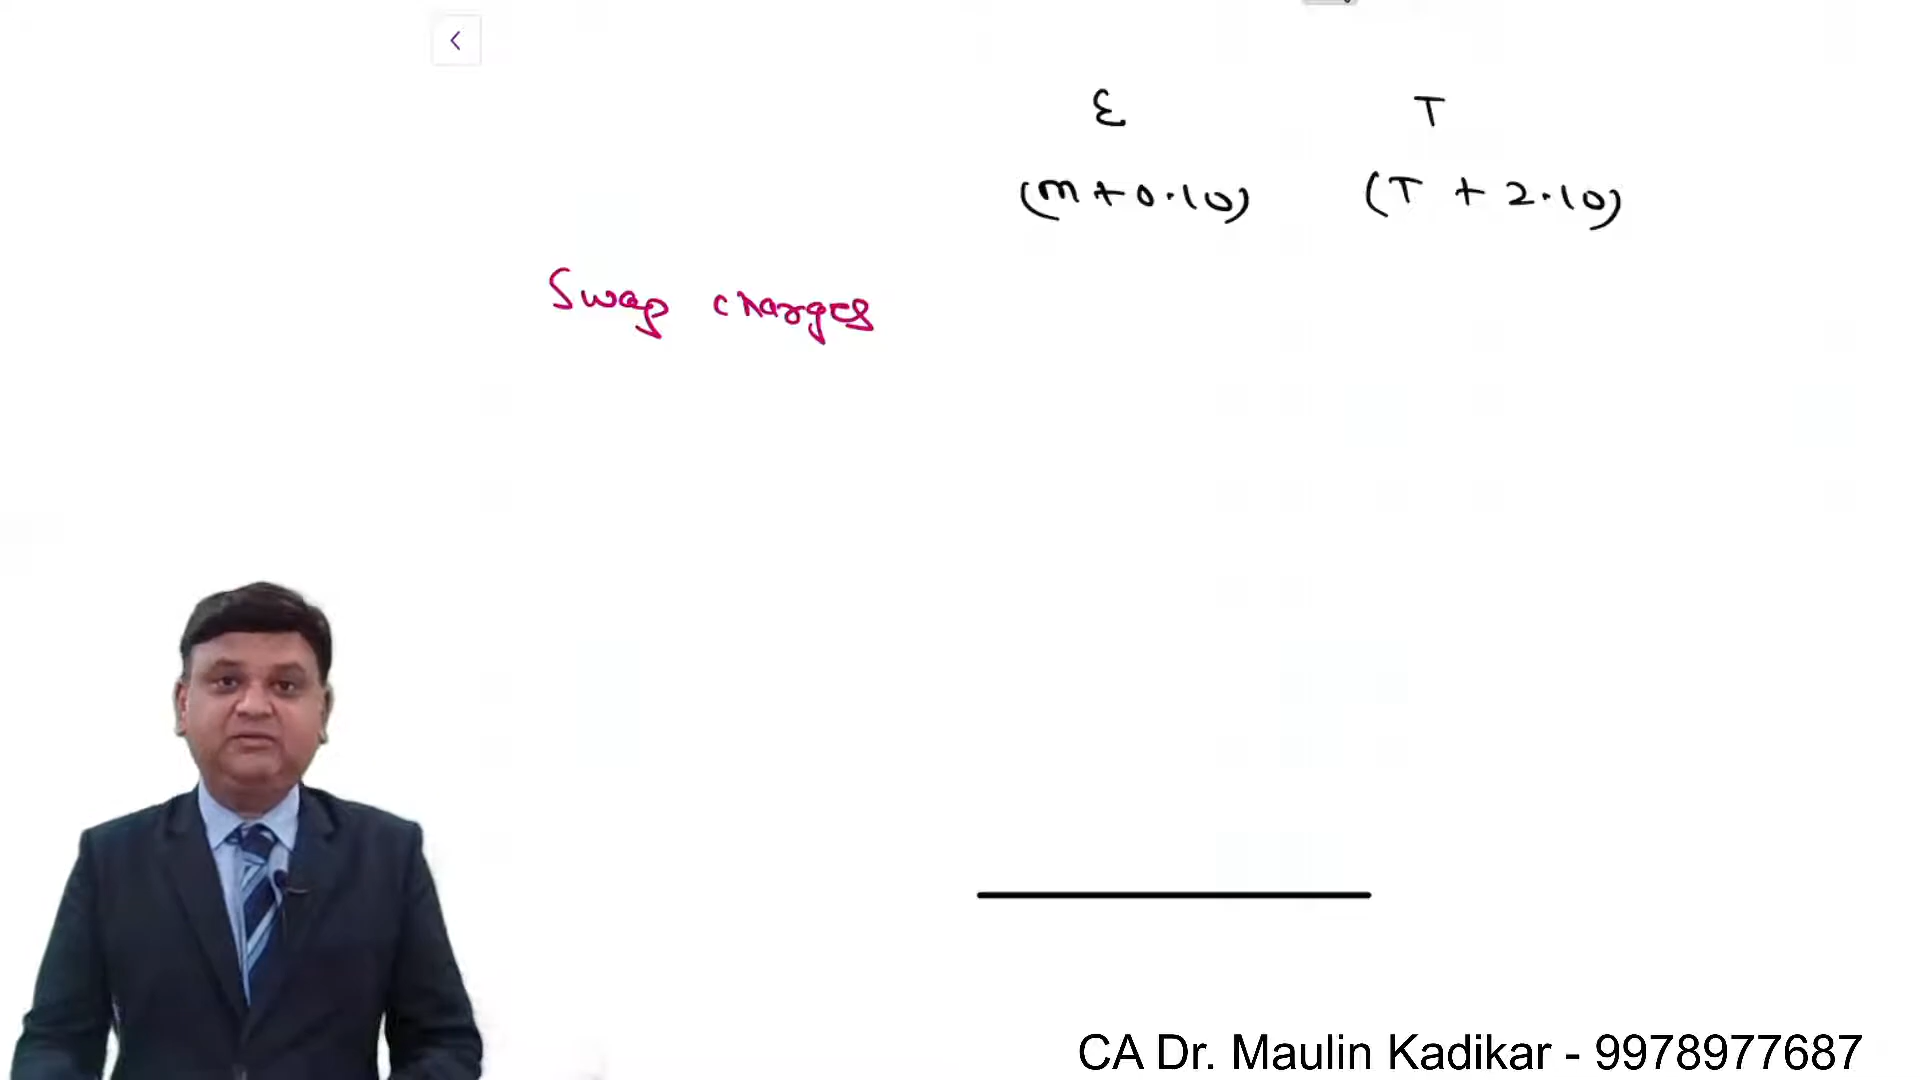 <
ε T
(m + 0.10) (T + 2.10)
Swap charges
CA Dr. Maulin Kadikar - 9978977687